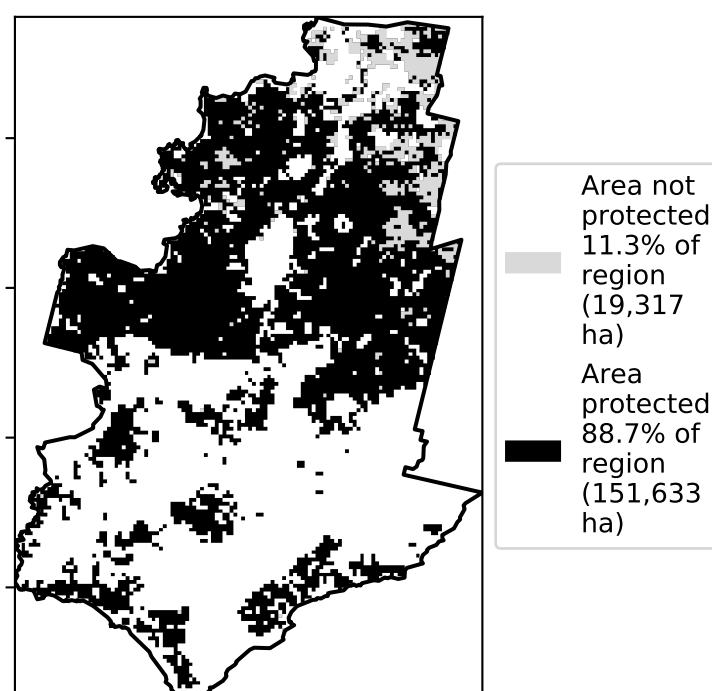 Area not
protected
11.3% of
region
(19,317
ha)
Area
protected
88.7% of
region
(151,633
ha)